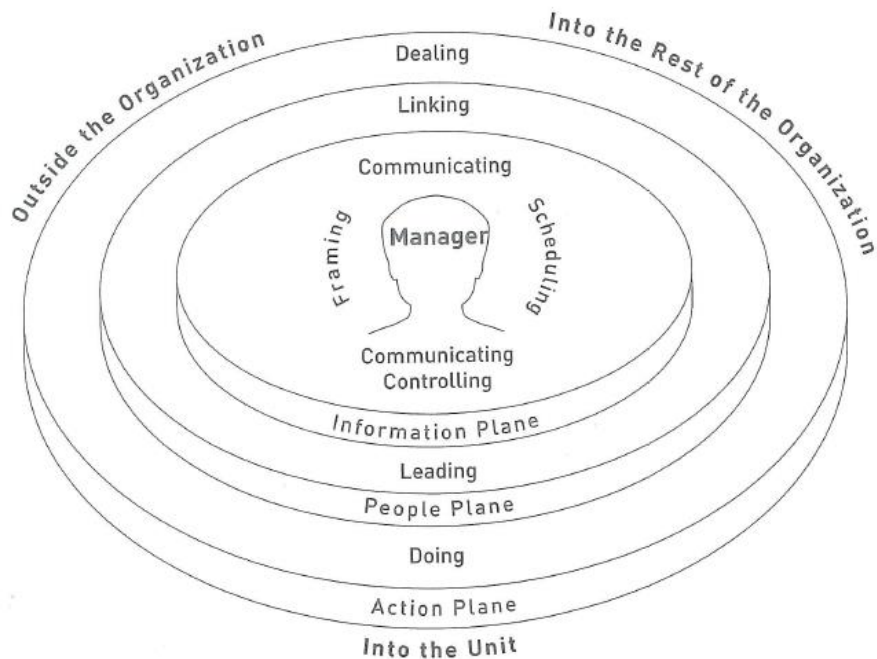 Outside the Organization
Into the Rest of the Organization
Dealing
Linking
Communicating
Framing
Manager
Scheduling
Communicating
Controlling
Information Plane
Leading
People Plane
Doing
Action Plane
Into the Unit